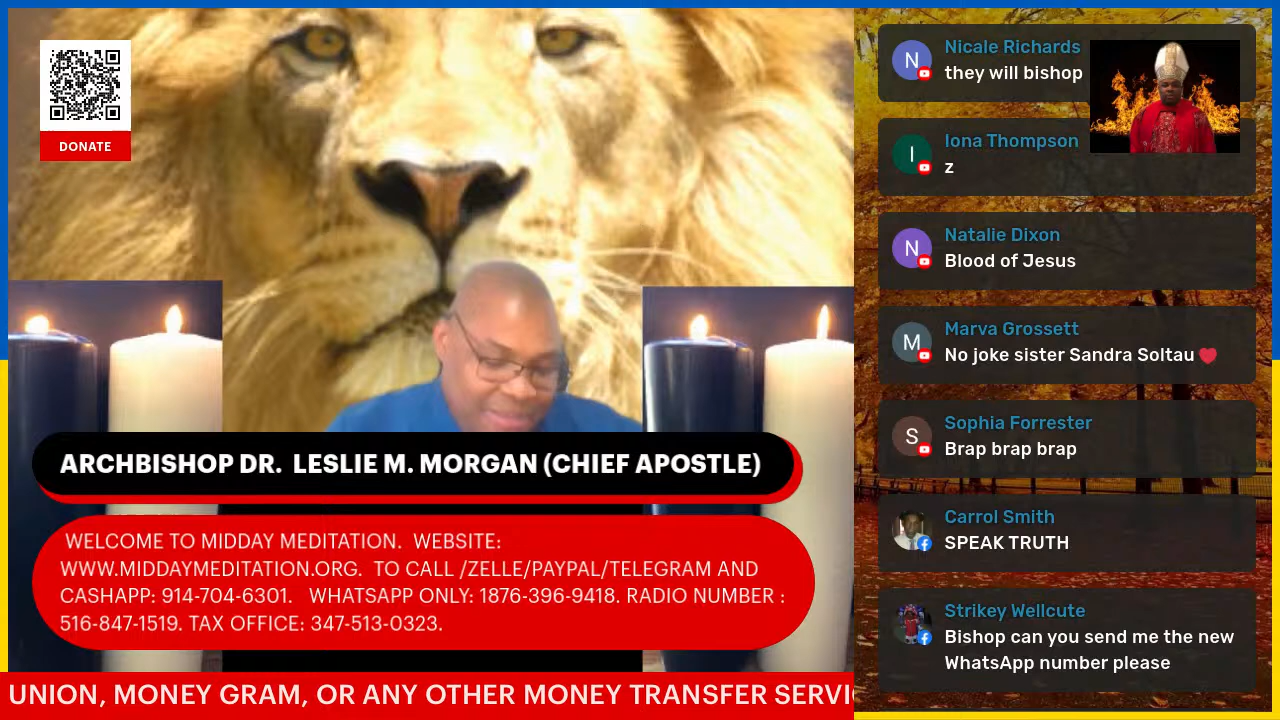 DONATE
ARCHBISHOP DR. LESLIE M. MORGAN (CHIEF APOSTLE)
WELCOME TO MIDDAY MEDITATION. WEBSITE:
WWW.MIDDAYMEDITATION.ORG. TO CALL /ZELLE/PAYPAL/TELEGRAM AND
CASHAPP: 914-704-6301. WHATSAPP ONLY: 1876-396-9418. RADIO NUMBER :
516-847-1519. TAX OFFICE: 347-513-0323.
UNION, MONEY GRAM, OR ANY OTHER MONEY TRANSFER SERVI
N
Nicale Richards
they will bishop
I
Iona Thompson
z
N
Natalie Dixon
Blood of Jesus
M
Marva Grossett
No joke sister Sandra Soltau ❤
S
Sophia Forrester
Brap brap brap
Carrol Smith
SPEAK TRUTH
Strikey Wellcute
Bishop can you send me the new
WhatsApp number please